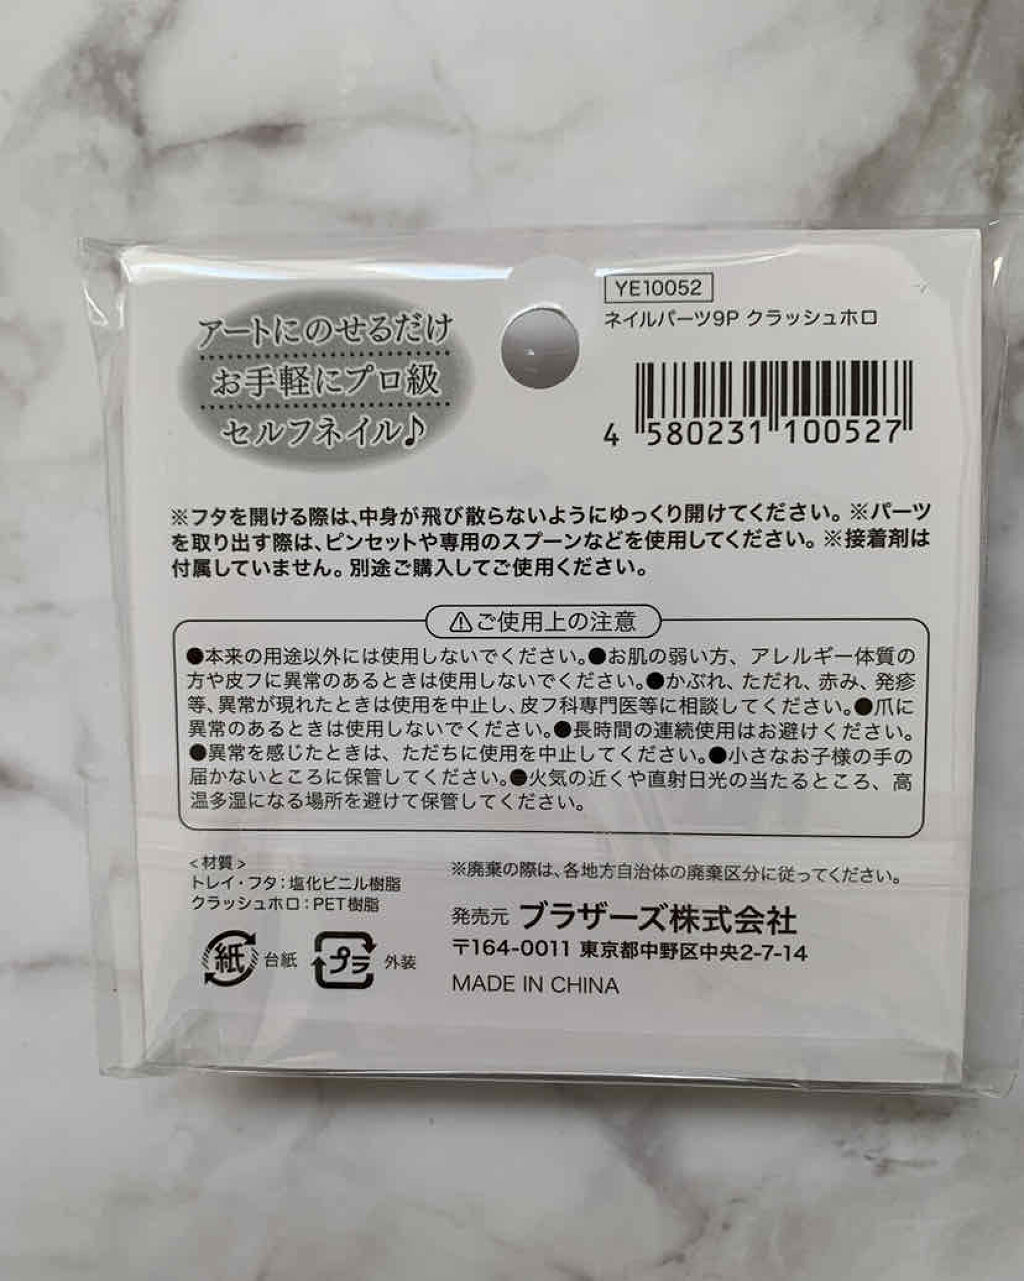 アートにのせるだけ
お手軽にプロ級
セルフネイル♪
YE10052
ネイルパーツ9P クラッシュホロ
4 580231 100527
※フタを開ける際は、中身が飛び散らないようにゆっくり開けてください。※パーツ
を取り出す際は、ピンセットや専用のスプーンなどを使用してください。※接着剤は
付属していません。別途ご購入してご使用ください。
⚠ご使用上の注意
●本来の用途以外には使用しないでください。●お肌の弱い方、アレルギー体質の
方や皮フに異常のあるときは使用しないでください。●かぶれ、ただれ、赤み、発疹
等、異常が現れたときは使用を中止し、皮フ科専門医等に相談してください。●爪に
異常のあるときは使用しないでください。●長時間の連続使用はお避けください。
●異常を感じたときは、ただちに使用を中止してください。●小さなお子様の手の
届かないところに保管してください。●火気の近くや直射日光の当たるところ、高
温多湿になる場所を避けて保管してください。
<材質>
トレイ・フタ:塩化ビニル樹脂
クラッシュホロ:PET樹脂
紙 台紙 プラ 外装
※廃棄の際は、各地方自治体の廃棄区分に従ってください。
発売元 ブラザーズ株式会社
〒164-0011 東京都中野区中央2-7-14
MADE IN CHINA